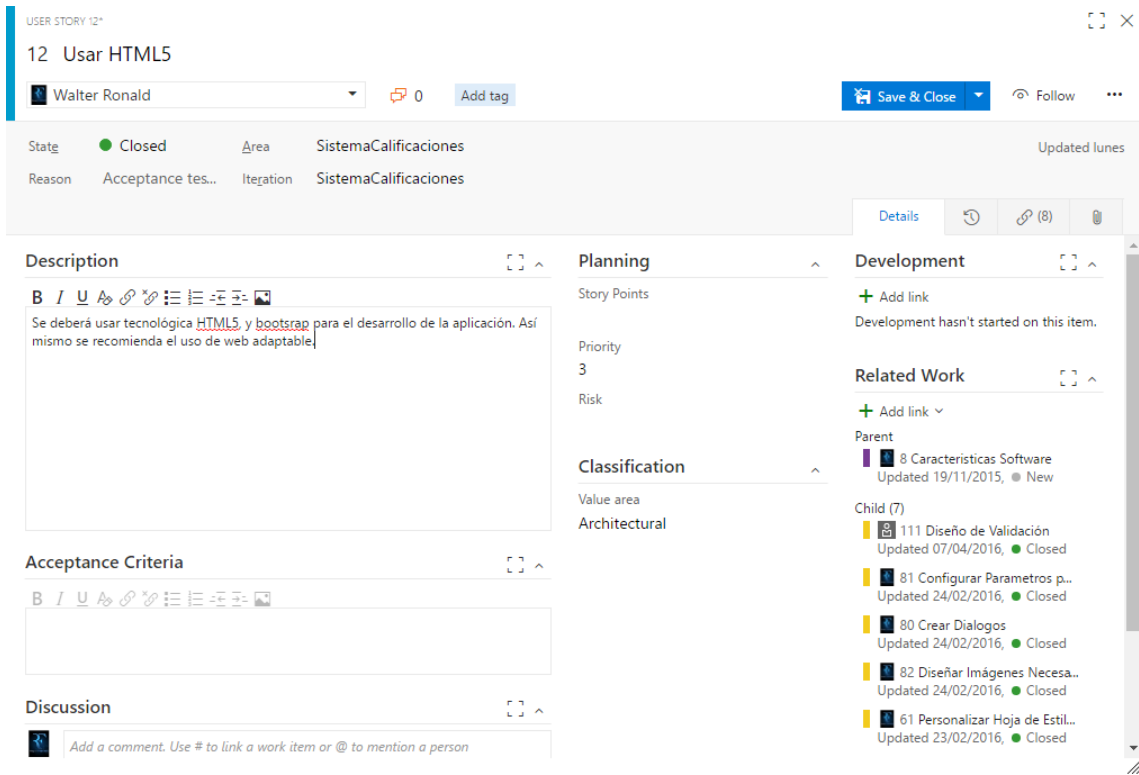 USER STORY 12*
12 Usar HTML5
Walter Ronald
0
Add tag
Save & Close
Follow
State
Closed
Area
SistemaCalificaciones
Updated lunes
Reason
Acceptance tes...
Iteration
SistemaCalificaciones
Details
(8)
Description
B I U
Se deberá usar tecnológica HTML5, y bootsrap para el desarrollo de la aplicación. Así
mismo se recomienda el uso de web adaptable.
Acceptance Criteria
B I U
Discussion
Add a comment. Use # to link a work item or @ to mention a person
Planning
Story Points
Priority
3
Risk
Classification
Value area
Architectural
Development
Add link
Development hasn't started on this item.
Related Work
Add link
Parent
8 Caracteristicas Software
Updated 19/11/2015, New
Child (7)
111 Diseño de Validación
Updated 07/04/2016, Closed
81 Configurar Parametros p...
Updated 24/02/2016, Closed
80 Crear Dialogos
Updated 24/02/2016, Closed
82 Diseñar Imágenes Necesa...
Updated 24/02/2016, Closed
61 Personalizar Hoja de Estil...
Updated 23/02/2016, Closed